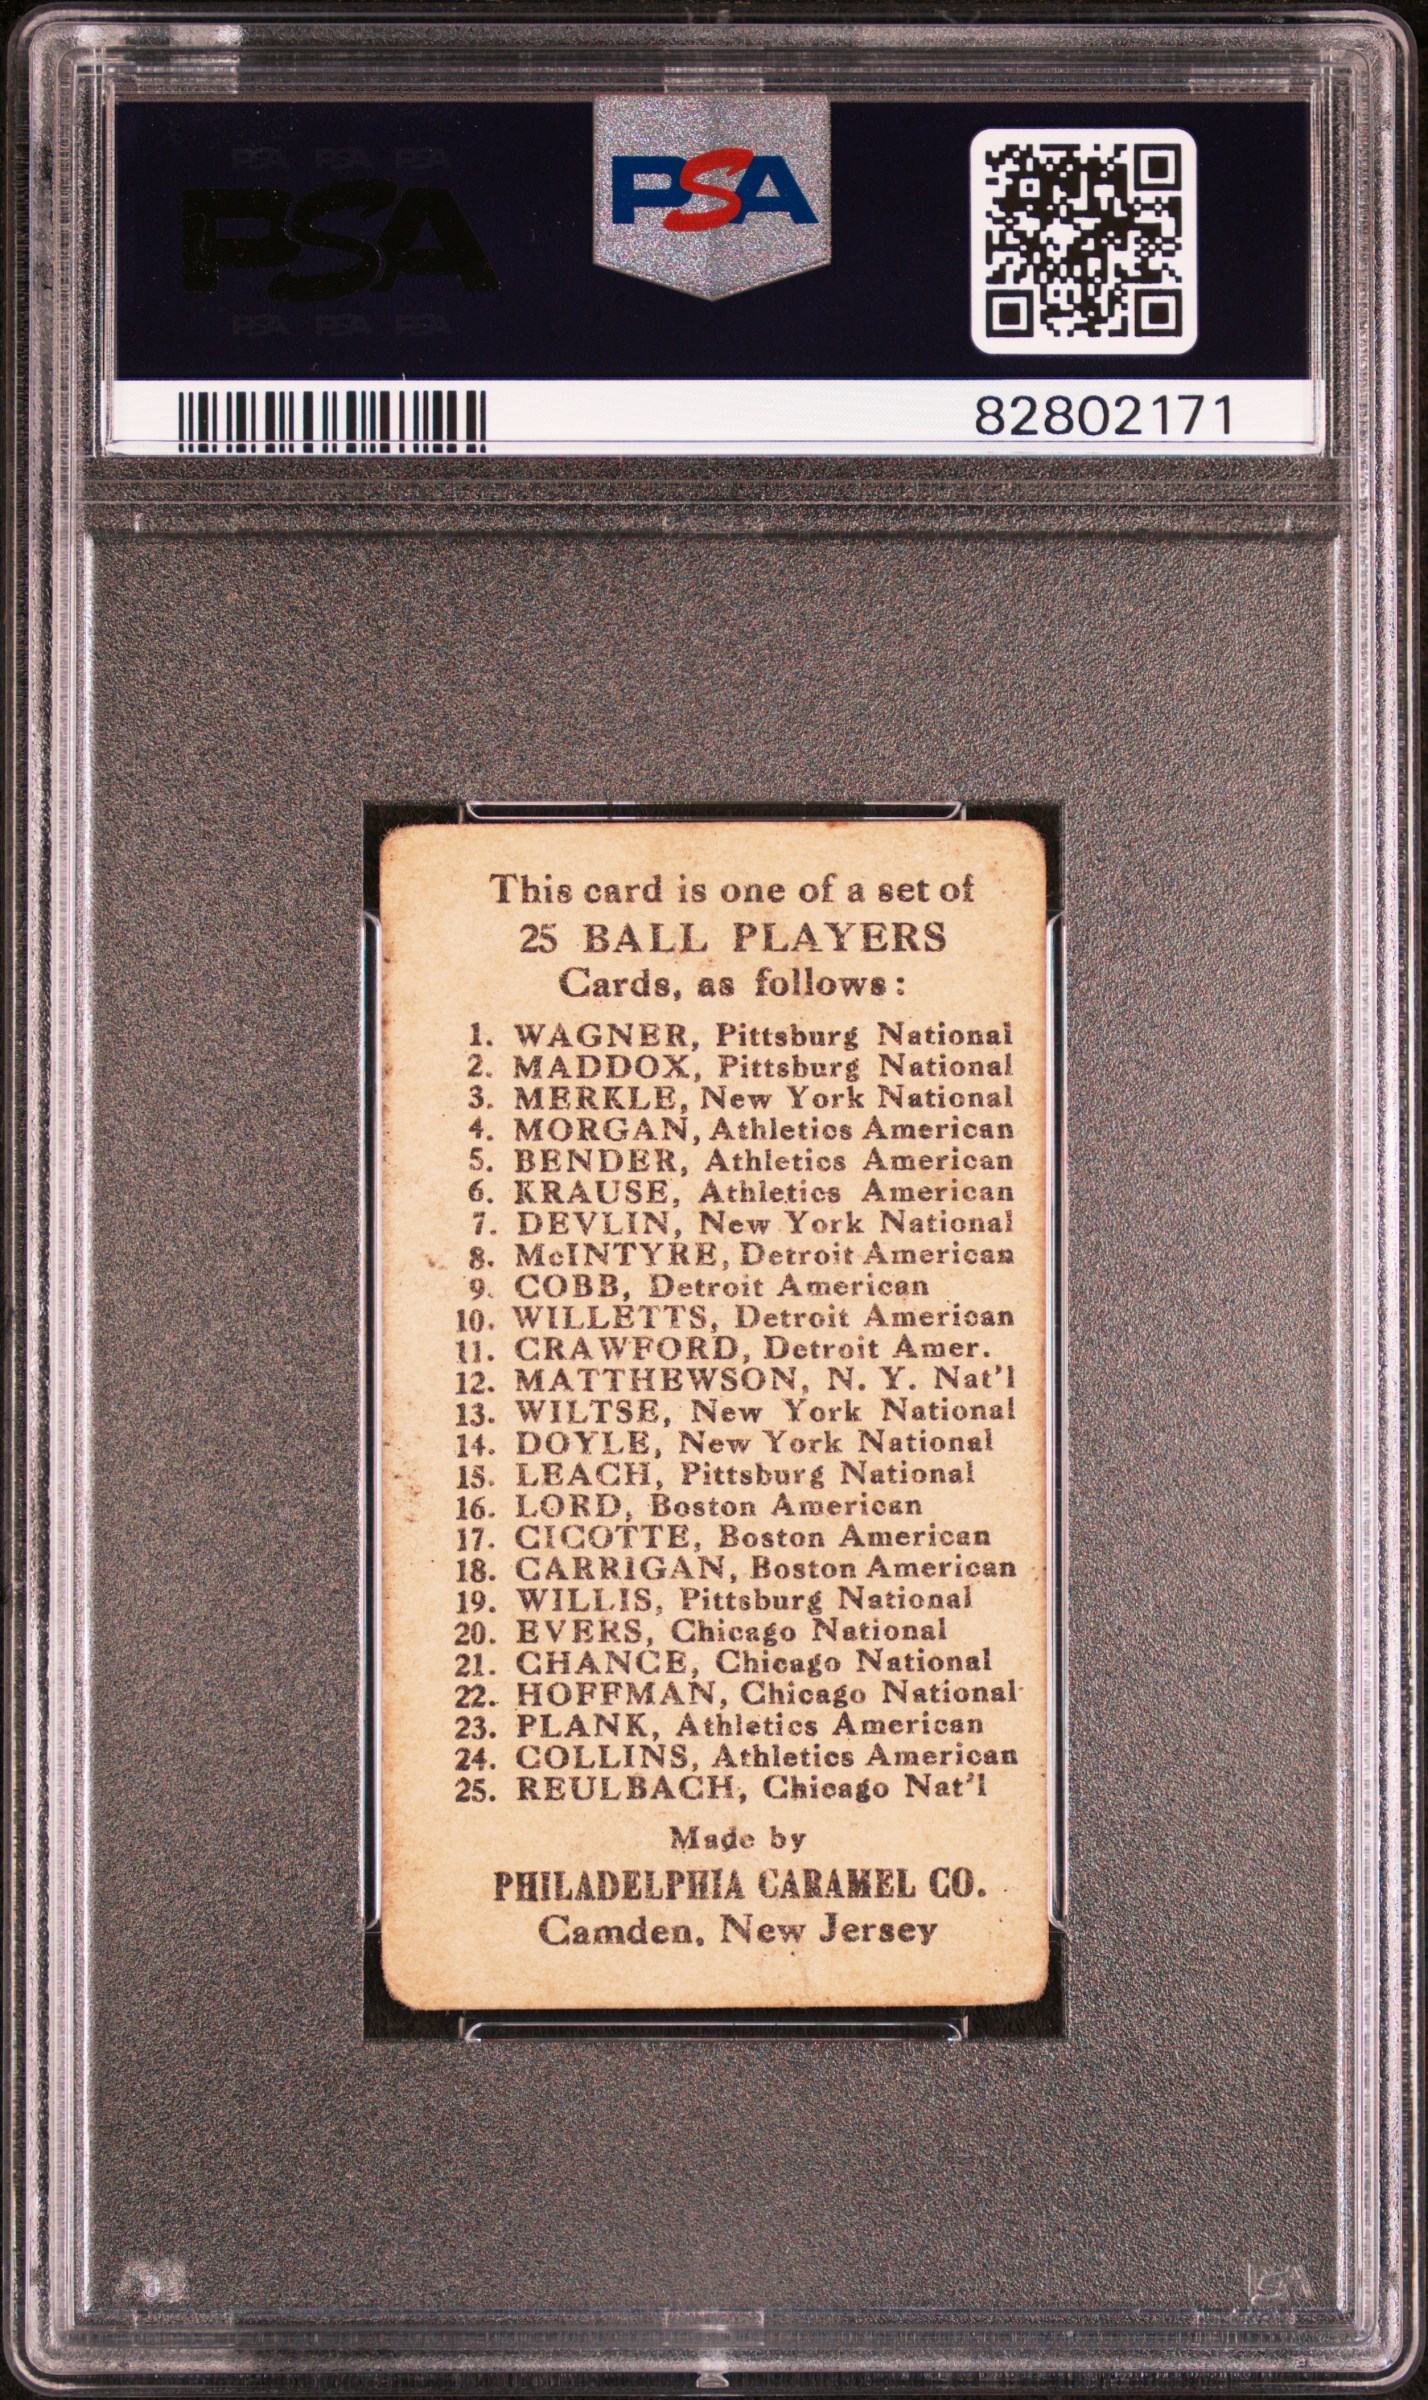 PSA PSA PSA
PSA
PSA PSA PSA
PSA
82802171
This card is one of a set of
25 BALL PLAYERS
Cards, as follows:
1. WAGNER, Pittsburg National
2. MADDOX, Pittsburg National
3. MERKLE, New York National
4. MORGAN, Athletics American
5. BENDER, Athletics American
6. KRAUSE, Athletics American
7. DEVLIN, New York National
8. McINTYRE, Detroit American
9. COBB, Detroit American
10. WILLETTS, Detroit American
11. CRAWFORD, Detroit Amer.
12. MATTHEWSON, N. Y. Nat'l
13. WILTSE, New York National
14. DOYLE, New York National
15. LEACH, Pittsburg National
16. LORD, Boston American
17. CICOTTE, Boston American
18. CARRIGAN, Boston American
19. WILLIS, Pittsburg National
20. EVERS, Chicago National
21. CHANCE, Chicago National
22. HOFFMAN, Chicago National
23. PLANK, Athletics American
24. COLLINS, Athletics American
25. REULBACH, Chicago Nat'l
Made by
PHILADELPHIA CARAMEL CO.
Camden, New Jersey